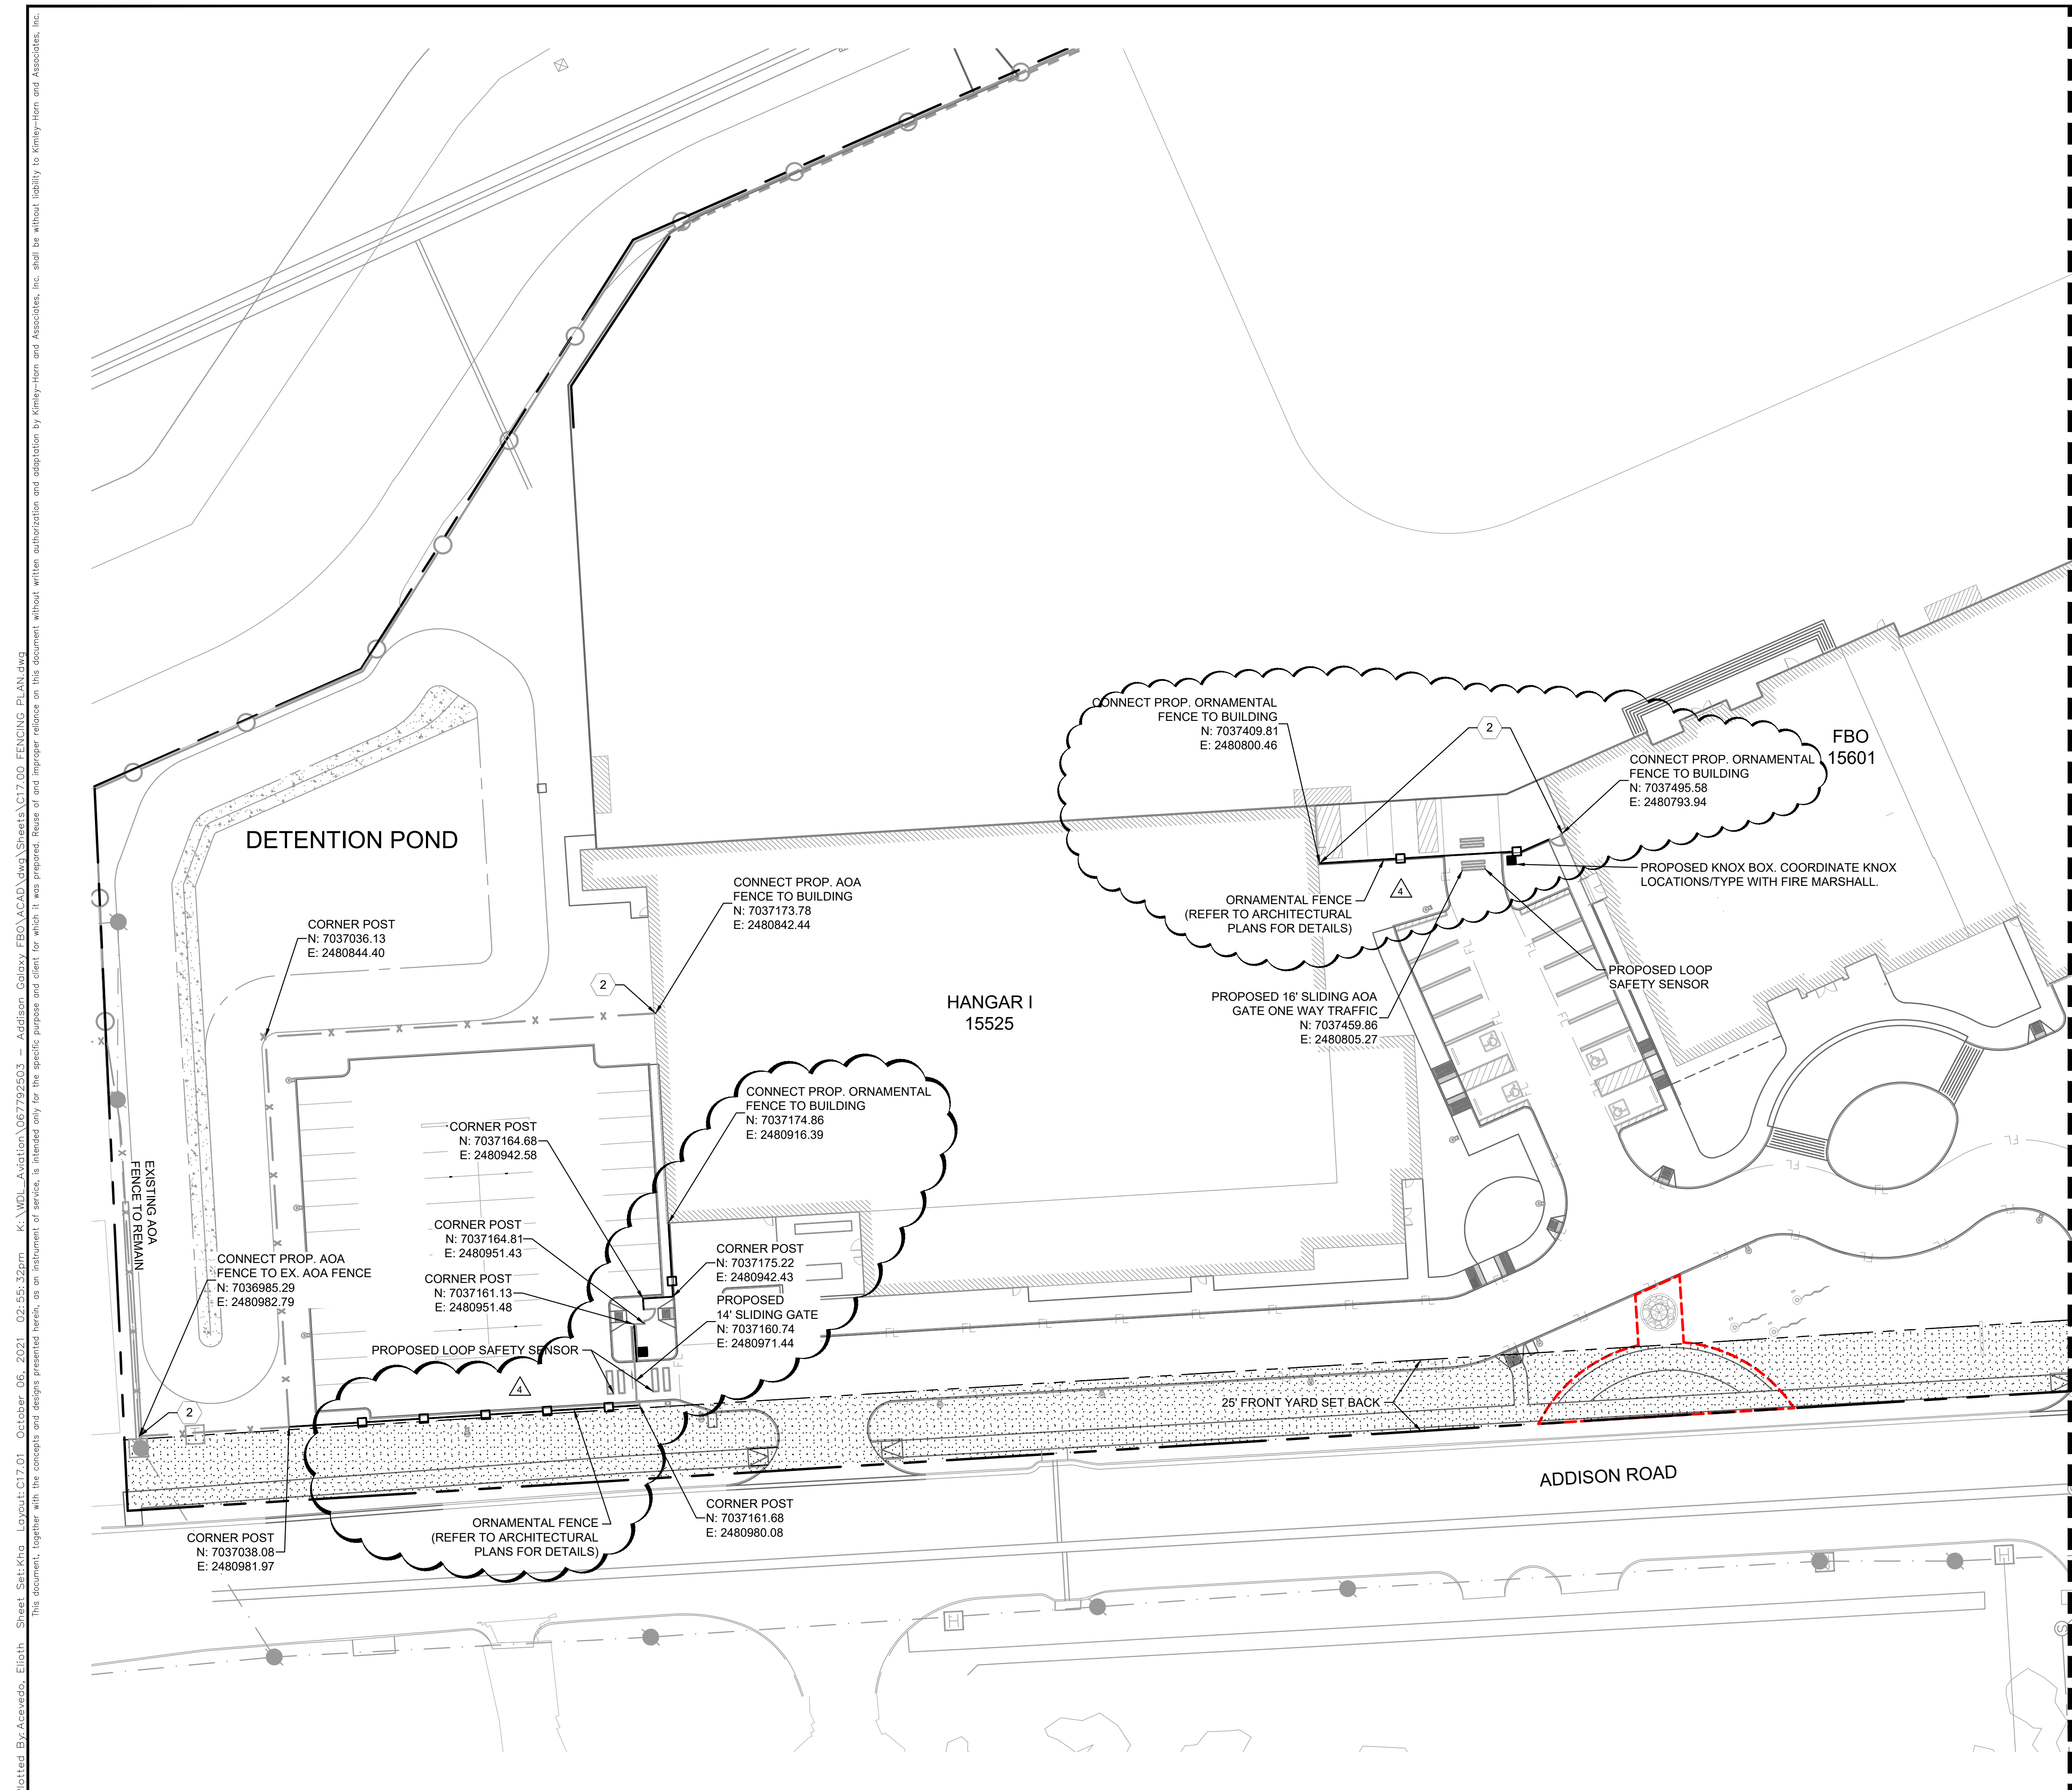 This document, together with the concepts and designs presented herein, as an instrument of service, is intended only for the specific purpose and client for which it was prepared. Reuse of and improper reliance on this document without written authorization and adaptation by Kimley-Horn and Associates, Inc. shall be without liability to Kimley-Horn and Associates, Inc.
Plotted By:Acevedo, Elioth Sheet Set:Kha Layout:C17.01 October 06, 2021 02:55:32pm K:\WDL_Aviation\067792503 - Addison Galaxy FBO\ACAD\dwg\Sheets\C17.00 FENCING PLAN.dwg
CONNECT PROP. ORNAMENTAL
FENCE TO BUILDING
N: 7037409.81
E: 2480800.46
2
FBO
15601
CONNECT PROP. ORNAMENTAL
FENCE TO BUILDING
N: 7037495.58
E: 2480793.94
DETENTION POND
PROPOSED KNOX BOX. COORDINATE KNOX
LOCATIONS/TYPE WITH FIRE MARSHALL.
CONNECT PROP. AOA
FENCE TO BUILDING
N: 7037173.78
E: 2480842.44
4
ORNAMENTAL FENCE
(REFER TO ARCHITECTURAL
PLANS FOR DETAILS)
CORNER POST
N: 7037036.13
E: 2480844.40
PROPOSED LOOP
SAFETY SENSOR
2
HANGAR I
15525
PROPOSED 16' SLIDING AOA
GATE ONE WAY TRAFFIC
N: 7037459.86
E: 2480805.27
CONNECT PROP. ORNAMENTAL
FENCE TO BUILDING
N: 7037174.86
E: 2480916.39
CORNER POST
N: 7037164.68
E: 2480942.58
EXISTING AOA
FENCE TO REMAIN
CORNER POST
N: 7037164.81
E: 2480951.43
CORNER POST
N: 7037175.22
E: 2480942.43
CONNECT PROP. AOA
FENCE TO EX. AOA FENCE
N: 7036985.29
E: 2480982.79
CORNER POST
N: 7037161.13
E: 2480951.48
PROPOSED
14' SLIDING GATE
N: 7037160.74
E: 2480971.44
PROPOSED LOOP SAFETY SENSOR
4
2
25' FRONT YARD SET BACK
ADDISON ROAD
CORNER POST
N: 7037161.68
E: 2480980.08
ORNAMENTAL FENCE
(REFER TO ARCHITECTURAL
PLANS FOR DETAILS)
CORNER POST
N: 7037038.08
E: 2480981.97